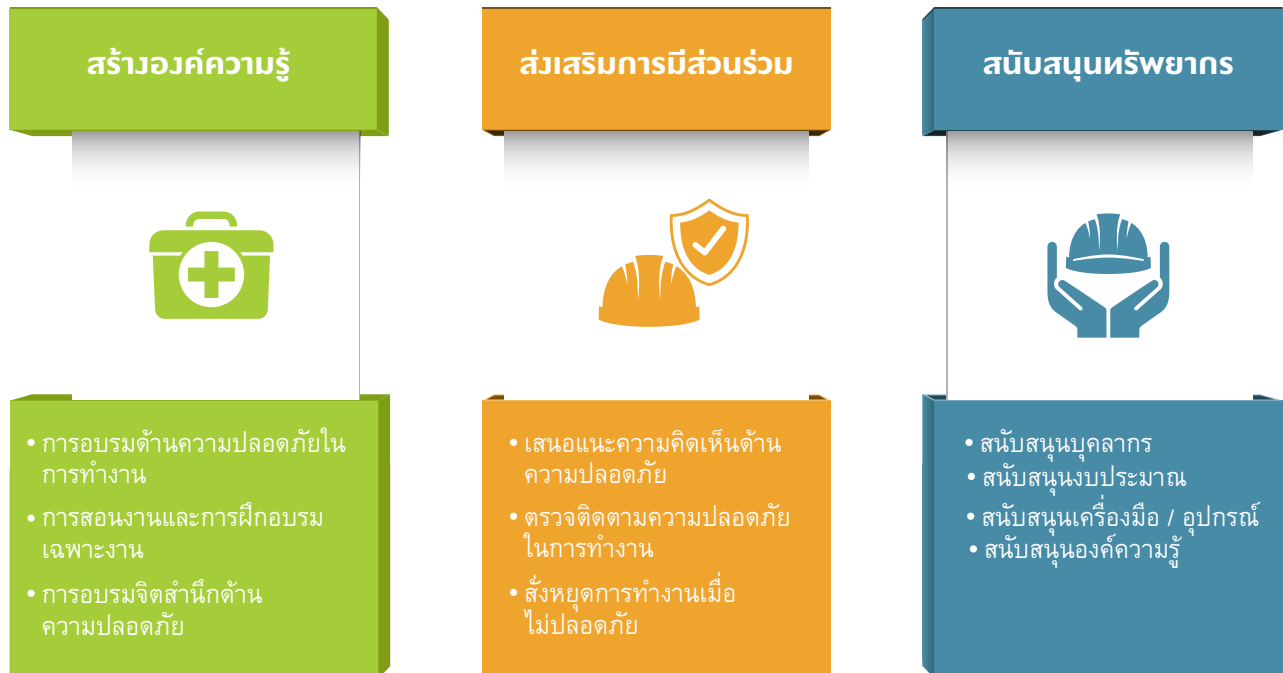 สร้างองค์ความรู้
• การอบรมด้านความปลอดภัยใน
การทำงาน
• การสอนงานและการฝึกอบรม
เฉพาะงาน
• การอบรมจิตสำนึกด้าน
ความปลอดภัย
ส่งเสริมการมีส่วนร่วม
• เสนอแนะความคิดเห็นด้าน
ความปลอดภัย
• ตรวจติดตามความปลอดภัย
ในการทำงาน
• สั่งหยุดการทำงานเมื่อ
ไม่ปลอดภัย
สนับสนุนทรัพยากร
• สนับสนุนบุคลากร
• สนับสนุนงบประมาณ
• สนับสนุนเครื่องมือ / อุปกรณ์
• สนับสนุนองค์ความรู้